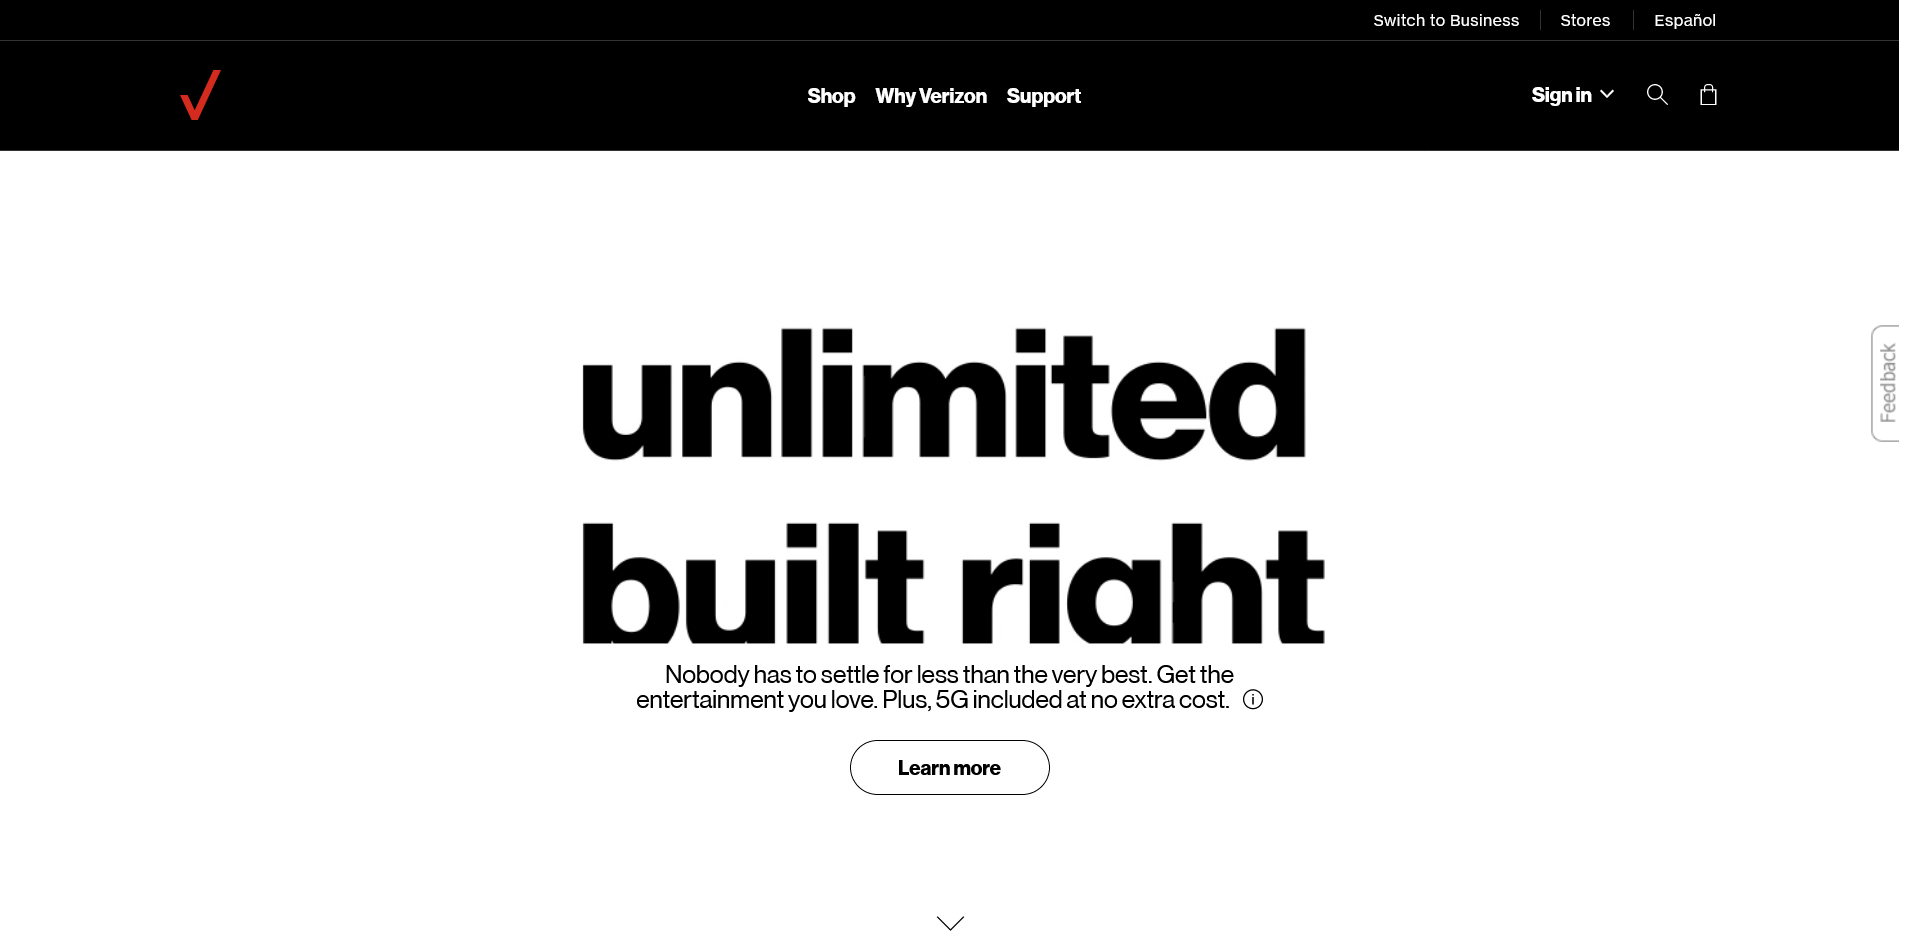 Switch to Business Stores Español
Shop Why Verizon Support
Sign in
Feedback
unlimited
built right
Nobody has to settle for less than the very best. Get the
entertainment you love. Plus, 5G included at no extra cost.
Learn more